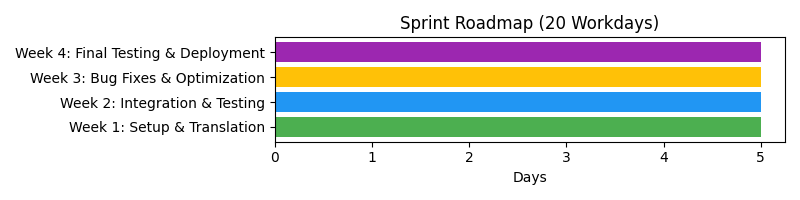 Sprint Roadmap (20 Workdays)
Week 4: Final Testing & Deployment
Week 3: Bug Fixes & Optimization
Week 2: Integration & Testing
Week 1: Setup & Translation
0 1 2 3 4 5
Days